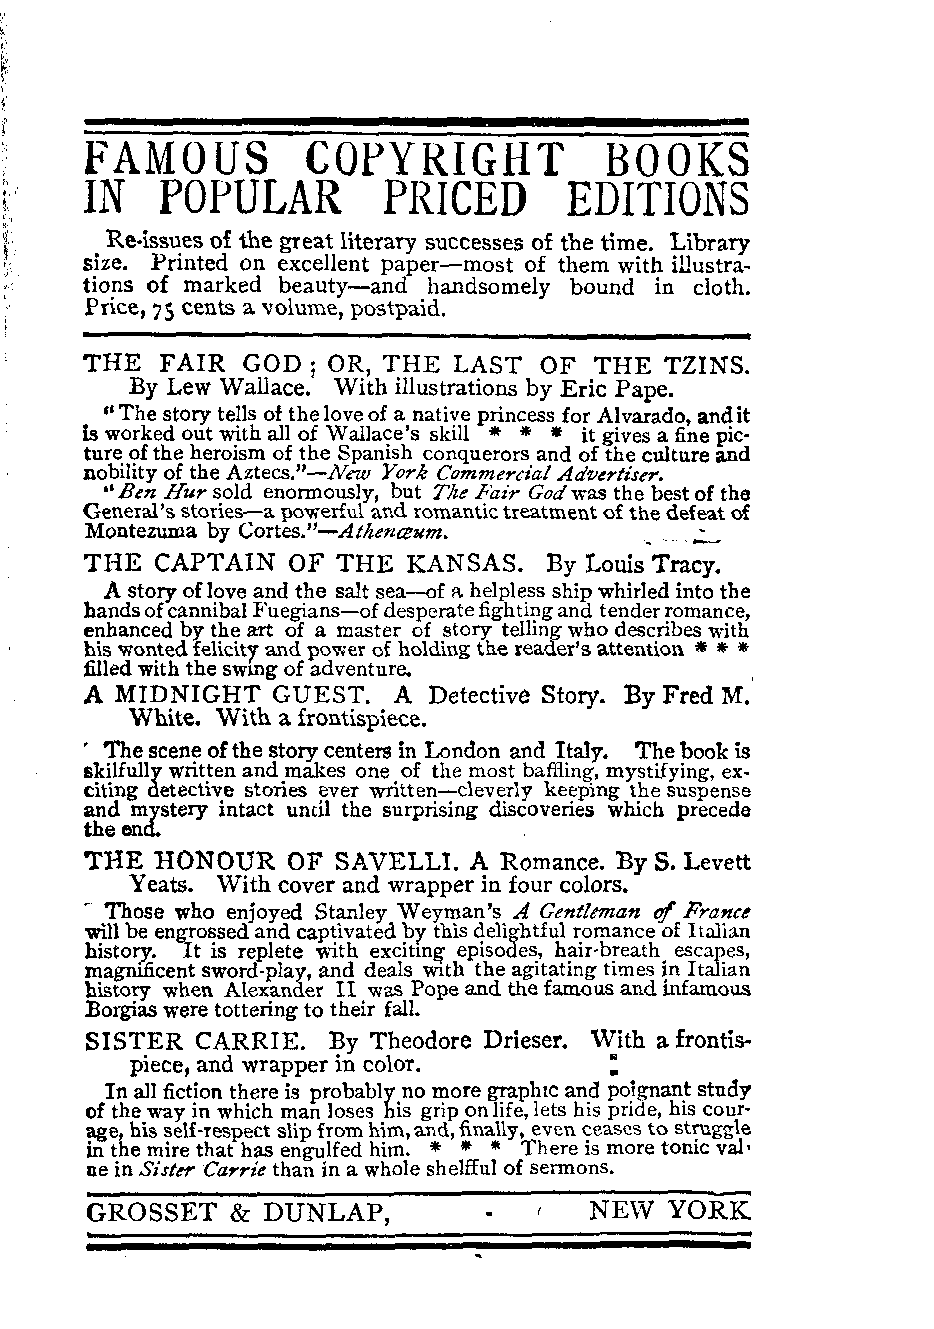 FAMOUS COPYRIGHT BOOKS
IN POPULAR PRICED EDITIONS
Re-issues of the great literary successes of the time. Library
size. Printed on excellent paper—most of them with illustra-
tions of marked beauty—and handsomely bound in cloth.
Price, 75 cents a volume, postpaid.
THE FAIR GOD; OR, THE LAST OF THE TZINS.
By Lew Wallace. With illustrations by Eric Pape.
"The story tells of the love of a native princess for Alvarado, and it
is worked out with all of Wallace's skill * * * it gives a fine pic-
ture of the heroism of the Spanish conquerors and of the culture and
nobility of the Aztecs."—New York Commercial Advertiser.
"Ben Hur sold enormously, but The Fair God was the best of the
General's stories—a powerful and romantic treatment of the defeat of
Montezuma by Cortes."—Athenæum.
THE CAPTAIN OF THE KANSAS. By Louis Tracy.
A story of love and the salt sea—of a helpless ship whirled into the
hands of cannibal Fuegians—of desperate fighting and tender romance,
enhanced by the art of a master of story telling who describes with
his wonted felicity and power of holding the reader's attention * * *
filled with the swing of adventure.
A MIDNIGHT GUEST. A Detective Story. By Fred M.
White. With a frontispiece.
The scene of the story centers in London and Italy. The book is
skilfully written and makes one of the most baffling, mystifying, ex-
citing detective stories ever written—cleverly keeping the suspense
and mystery intact until the surprising discoveries which precede
the end.
THE HONOUR OF SAVELLI. A Romance. By S. Levett
Yeats. With cover and wrapper in four colors.
Those who enjoyed Stanley Weyman's A Gentleman of France
will be engrossed and captivated by this delightful romance of Italian
history. It is replete with exciting episodes, hair-breath escapes,
magnificent sword-play, and deals with the agitating times in Italian
history when Alexander II was Pope and the famous and infamous
Borgias were tottering to their fall.
SISTER CARRIE. By Theodore Drieser. With a frontis-
piece, and wrapper in color.
In all fiction there is probably no more graphic and poignant study
of the way in which man loses his grip on life, lets his pride, his cour-
age, his self-respect slip from him, and, finally, even ceases to struggle
in the mire that has engulfed him. * * * There is more tonic val-
ue in Sister Carrie than in a whole shelfful of sermons.
GROSSET & DUNLAP, - NEW YORK